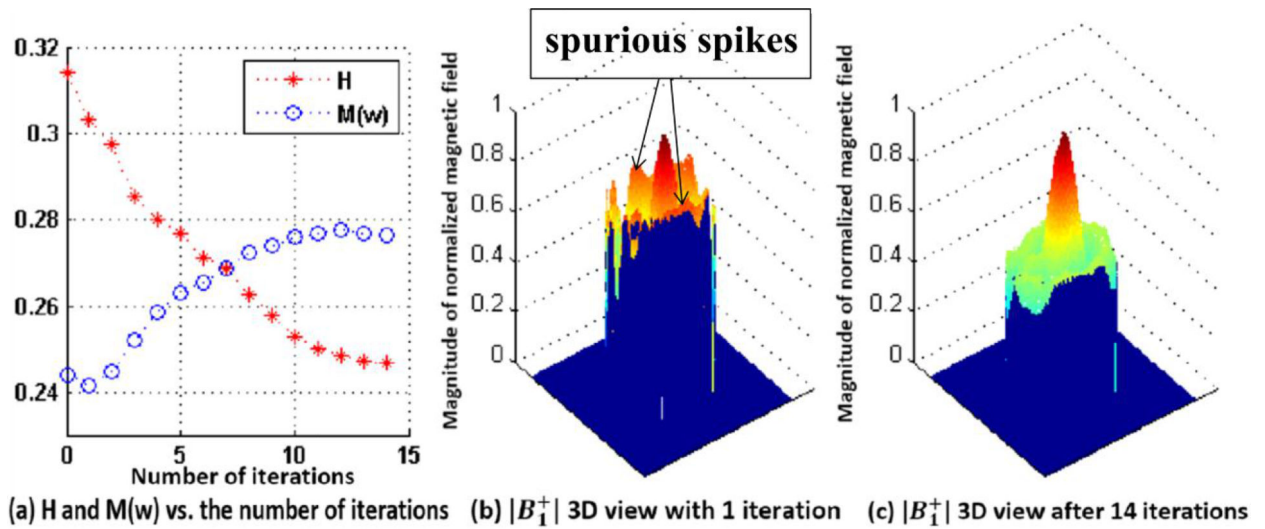 0.32
0.3
0.28
0.26
0.24
0
5
10
15
Number of iterations
H
M(w)
(a) H and M(w) vs. the number of iterations
spurious spikes
Magnitude of normalized magnetic field
1
0.8
0.6
0.4
0.2
0
(b) |B₁⁺| 3D view with 1 iteration
Magnitude of normalized magnetic field
1
0.8
0.6
0.4
0.2
0
(c) |B₁⁺| 3D view after 14 iterations